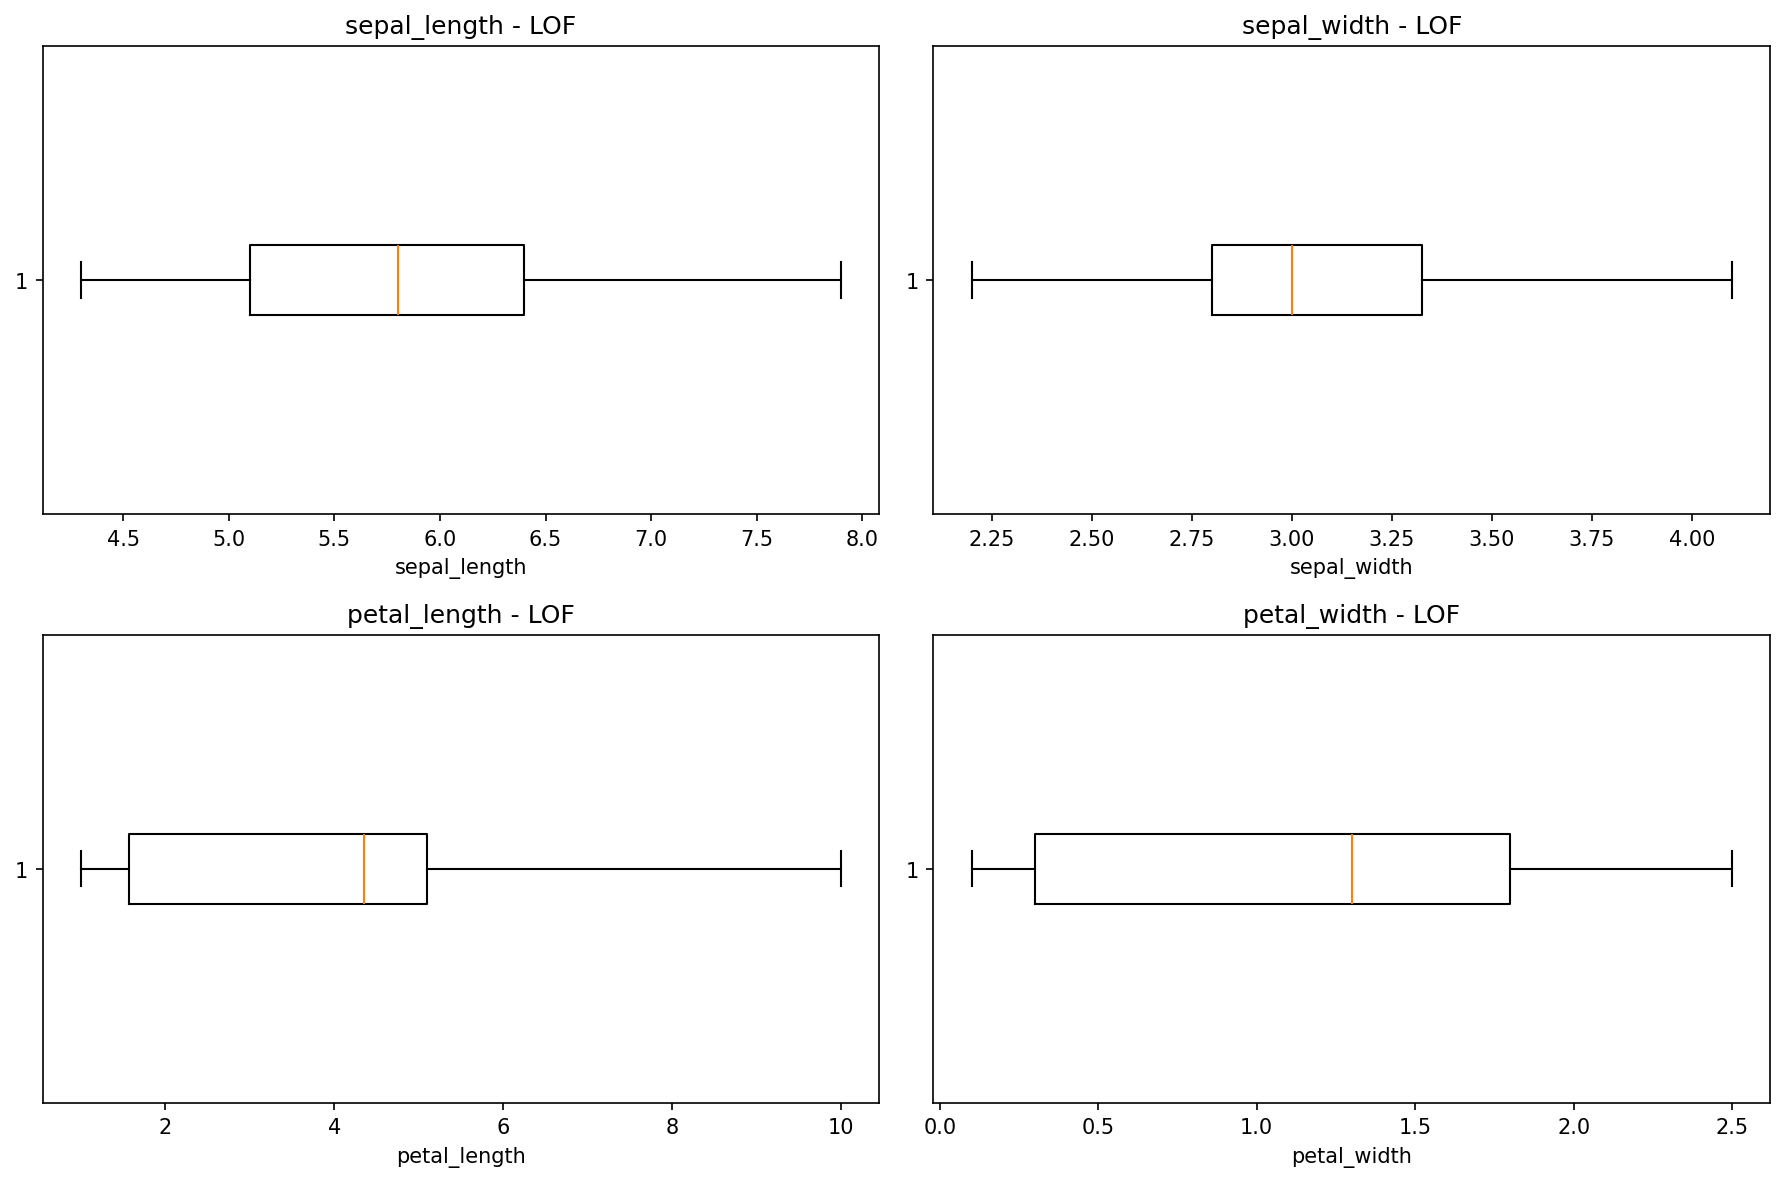 sepal_length - LOF
1
4.5 5.0 5.5 6.0 6.5 7.0 7.5 8.0
sepal_length
sepal_width - LOF
1
2.25 2.50 2.75 3.00 3.25 3.50 3.75 4.00
sepal_width
petal_length - LOF
1
2 4 6 8 10
petal_length
petal_width - LOF
1
0.0 0.5 1.0 1.5 2.0 2.5
petal_width